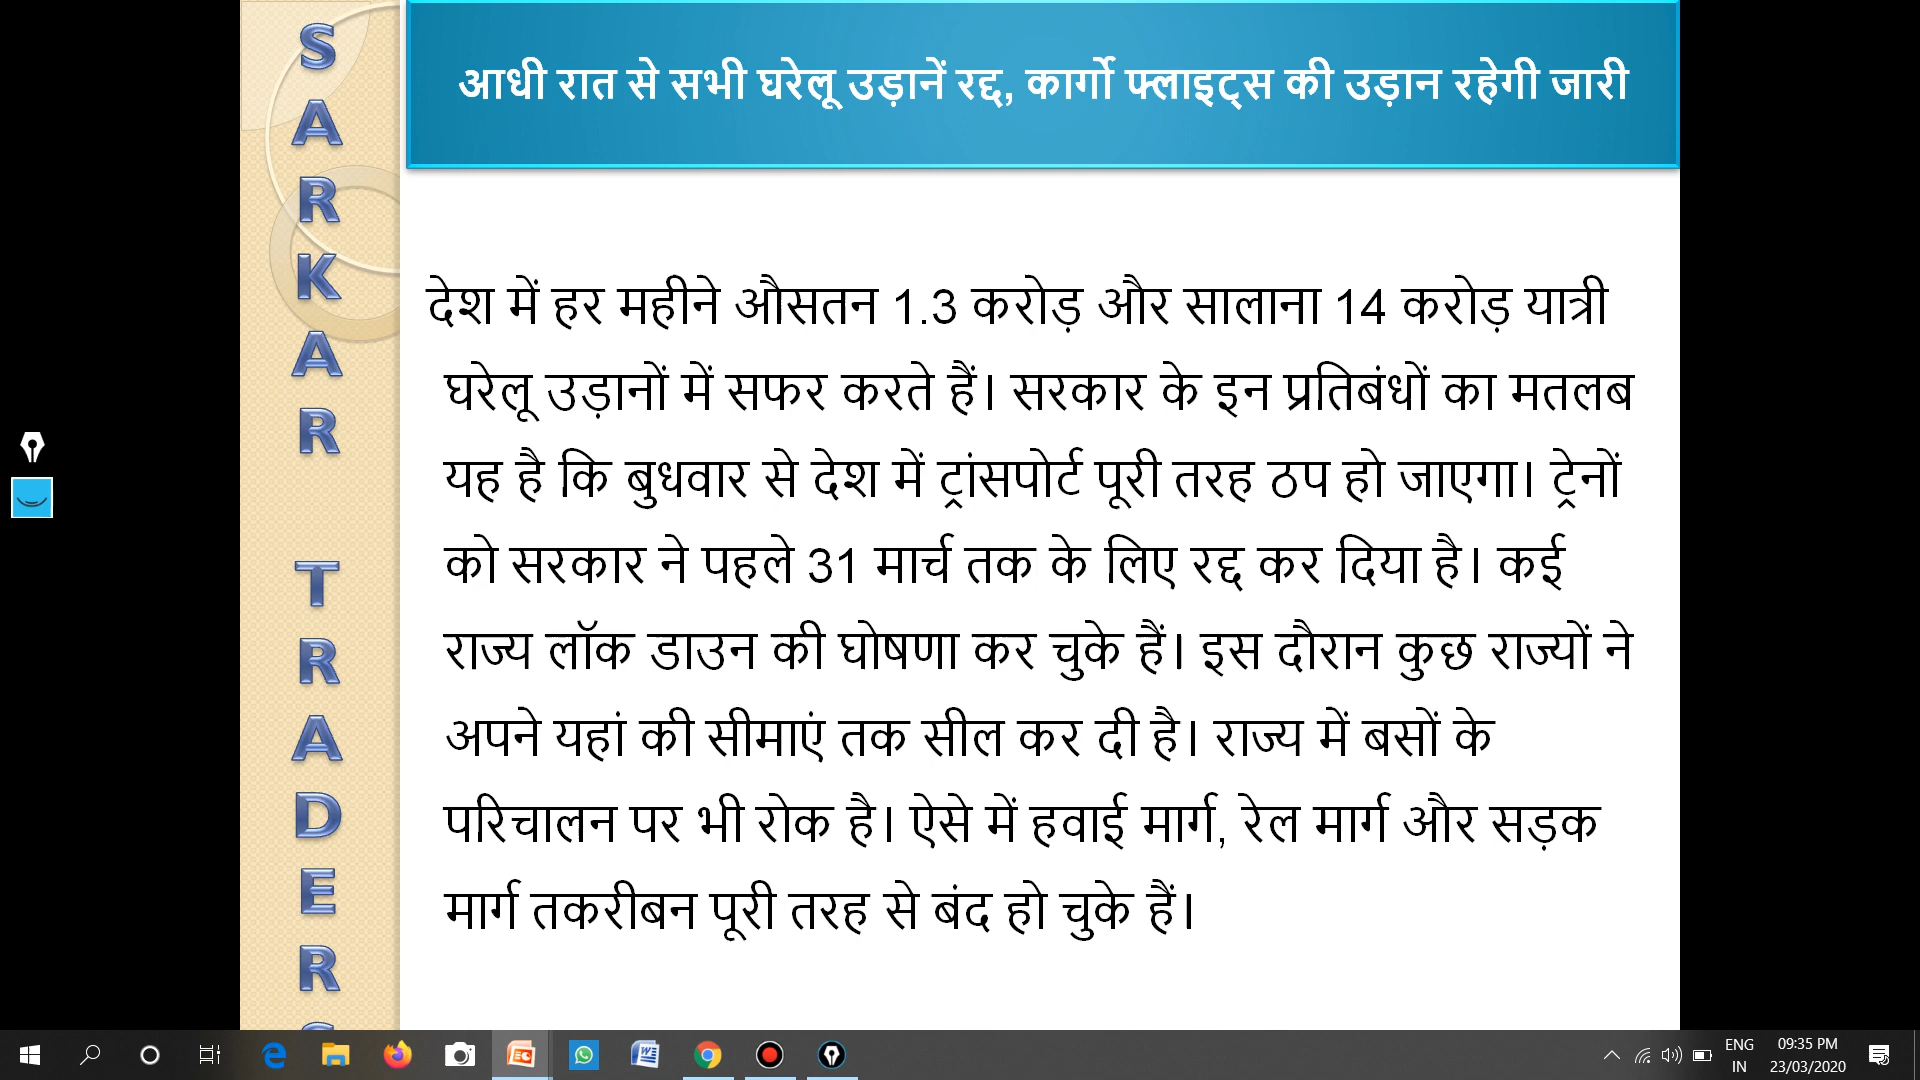 SARKAR TRADERS
आधी रात से सभी घरेलू उड़ानें रद्द, कार्गो फ्लाइट्स की उड़ान रहेगी जारी
देश में हर महीने औसतन 1.3 करोड़ और सालाना 14 करोड़ यात्री
घरेलू उड़ानों में सफर करते हैं। सरकार के इन प्रतिबंधों का मतलब
यह है कि बुधवार से देश में ट्रांसपोर्ट पूरी तरह ठप हो जाएगा। ट्रेनों
को सरकार ने पहले 31 मार्च तक के लिए रद्द कर दिया है। कई
राज्य लॉक डाउन की घोषणा कर चुके हैं। इस दौरान कुछ राज्यों ने
अपने यहां की सीमाएं तक सील कर दी है। राज्य में बसों के
परिचालन पर भी रोक है। ऐसे में हवाई मार्ग, रेल मार्ग और सड़क
मार्ग तकरीबन पूरी तरह से बंद हो चुके हैं।
ENG
IN
09:35 PM
23/03/2020